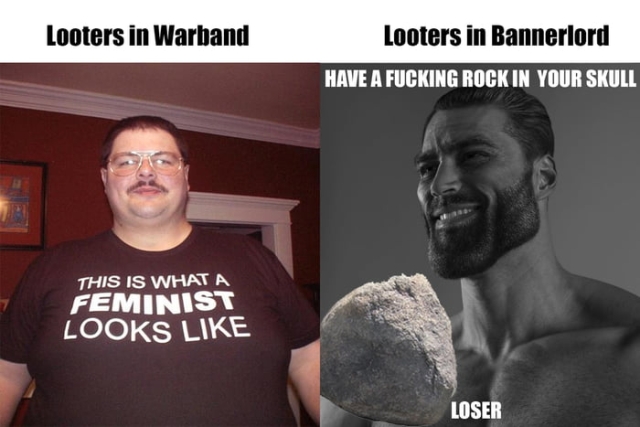 Looters in Warband
Looters in Bannerlord
HAVE A FUCKING ROCK IN YOUR SKULL
THIS IS WHAT A
FEMINIST
LOOKS LIKE
LOSER